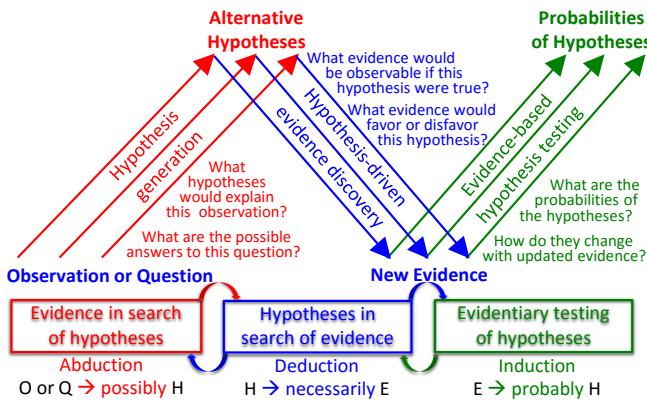 Alternative
Hypotheses
Probabilities
of Hypotheses
What evidence would
be observable if this
hypothesis were true?
What evidence would
favor or disfavor
this hypothesis?
Hypothesis
generation
evidence discovery
Hypothesis-driven
Evidence-based
hypothesis testing
What
hypotheses
would explain
this observation?
What are the possible
answers to this question?
What are the
probabilities of
the hypotheses?
How do they change
with updated evidence?
Observation or Question
New Evidence
Evidence in search
of hypotheses
Hypotheses in
search of evidence
Evidentiary testing
of hypotheses
Abduction
Deduction
Induction
O or Q → possibly H
H → necessarily E
E → probably H